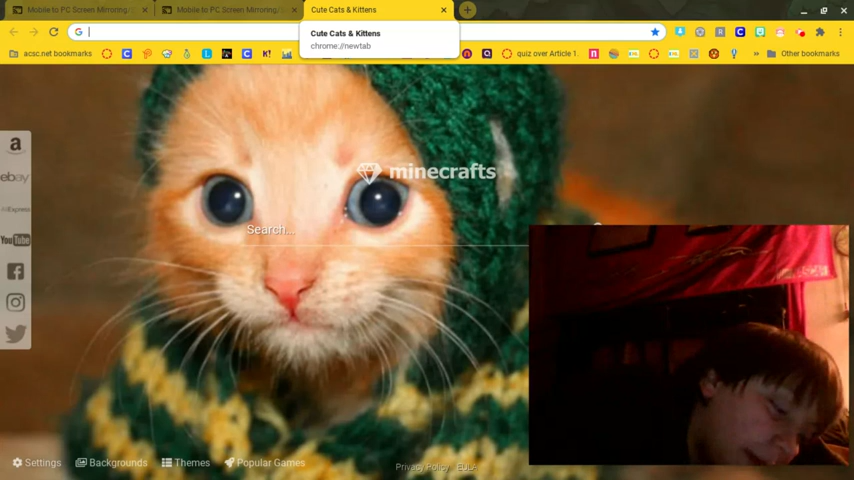 Mobile to PC Screen Mirroring/
Mobile to PC Screen Mirroring/
Cute Cats & Kittens
Cute Cats & Kittens
chrome://newtab
acsc.net bookmarks
K!
quiz over Article 1
Other bookmarks
a
ebay
YouTube
minecrafts
Search...
Settings
Backgrounds
Themes
Popular Games
Privacy Policy
EULA